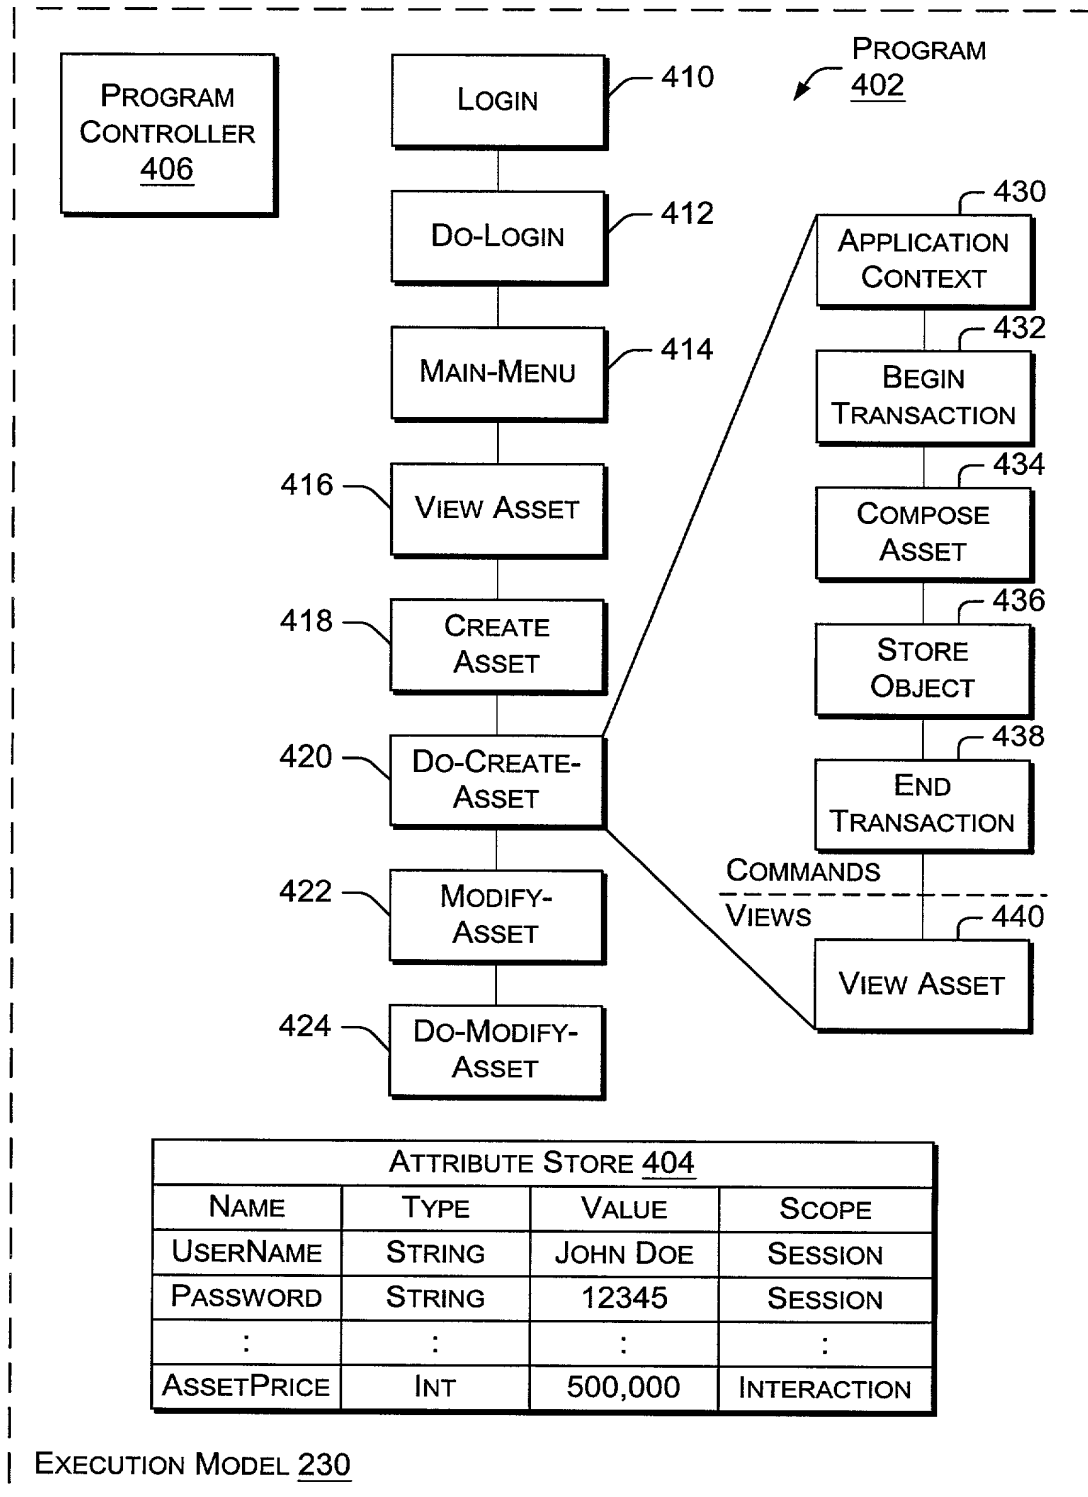 PROGRAM
CONTROLLER
406
LOGIN
410
PROGRAM
402
DO-LOGIN
412
MAIN-MENU
414
416
VIEW ASSET
418
CREATE
ASSET
420
DO-CREATE-
ASSET
422
MODIFY-
ASSET
424
DO-MODIFY-
ASSET
430
APPLICATION
CONTEXT
432
BEGIN
TRANSACTION
434
COMPOSE
ASSET
436
STORE
OBJECT
438
END
TRANSACTION
COMMANDS
VIEWS
440
VIEW ASSET
ATTRIBUTE STORE 404
NAME TYPE VALUE SCOPE
USERNAME STRING JOHN DOE SESSION
PASSWORD STRING 12345 SESSION
: : : :
ASSETPRICE INT 500,000 INTERACTION
EXECUTION MODEL 230